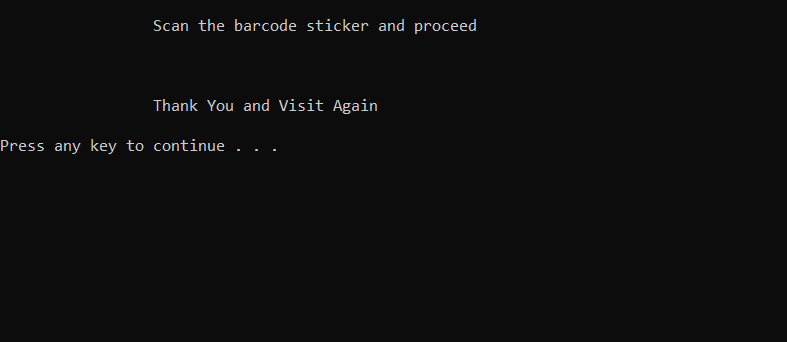 Scan the barcode sticker and proceed
Thank You and Visit Again
Press any key to continue . . .